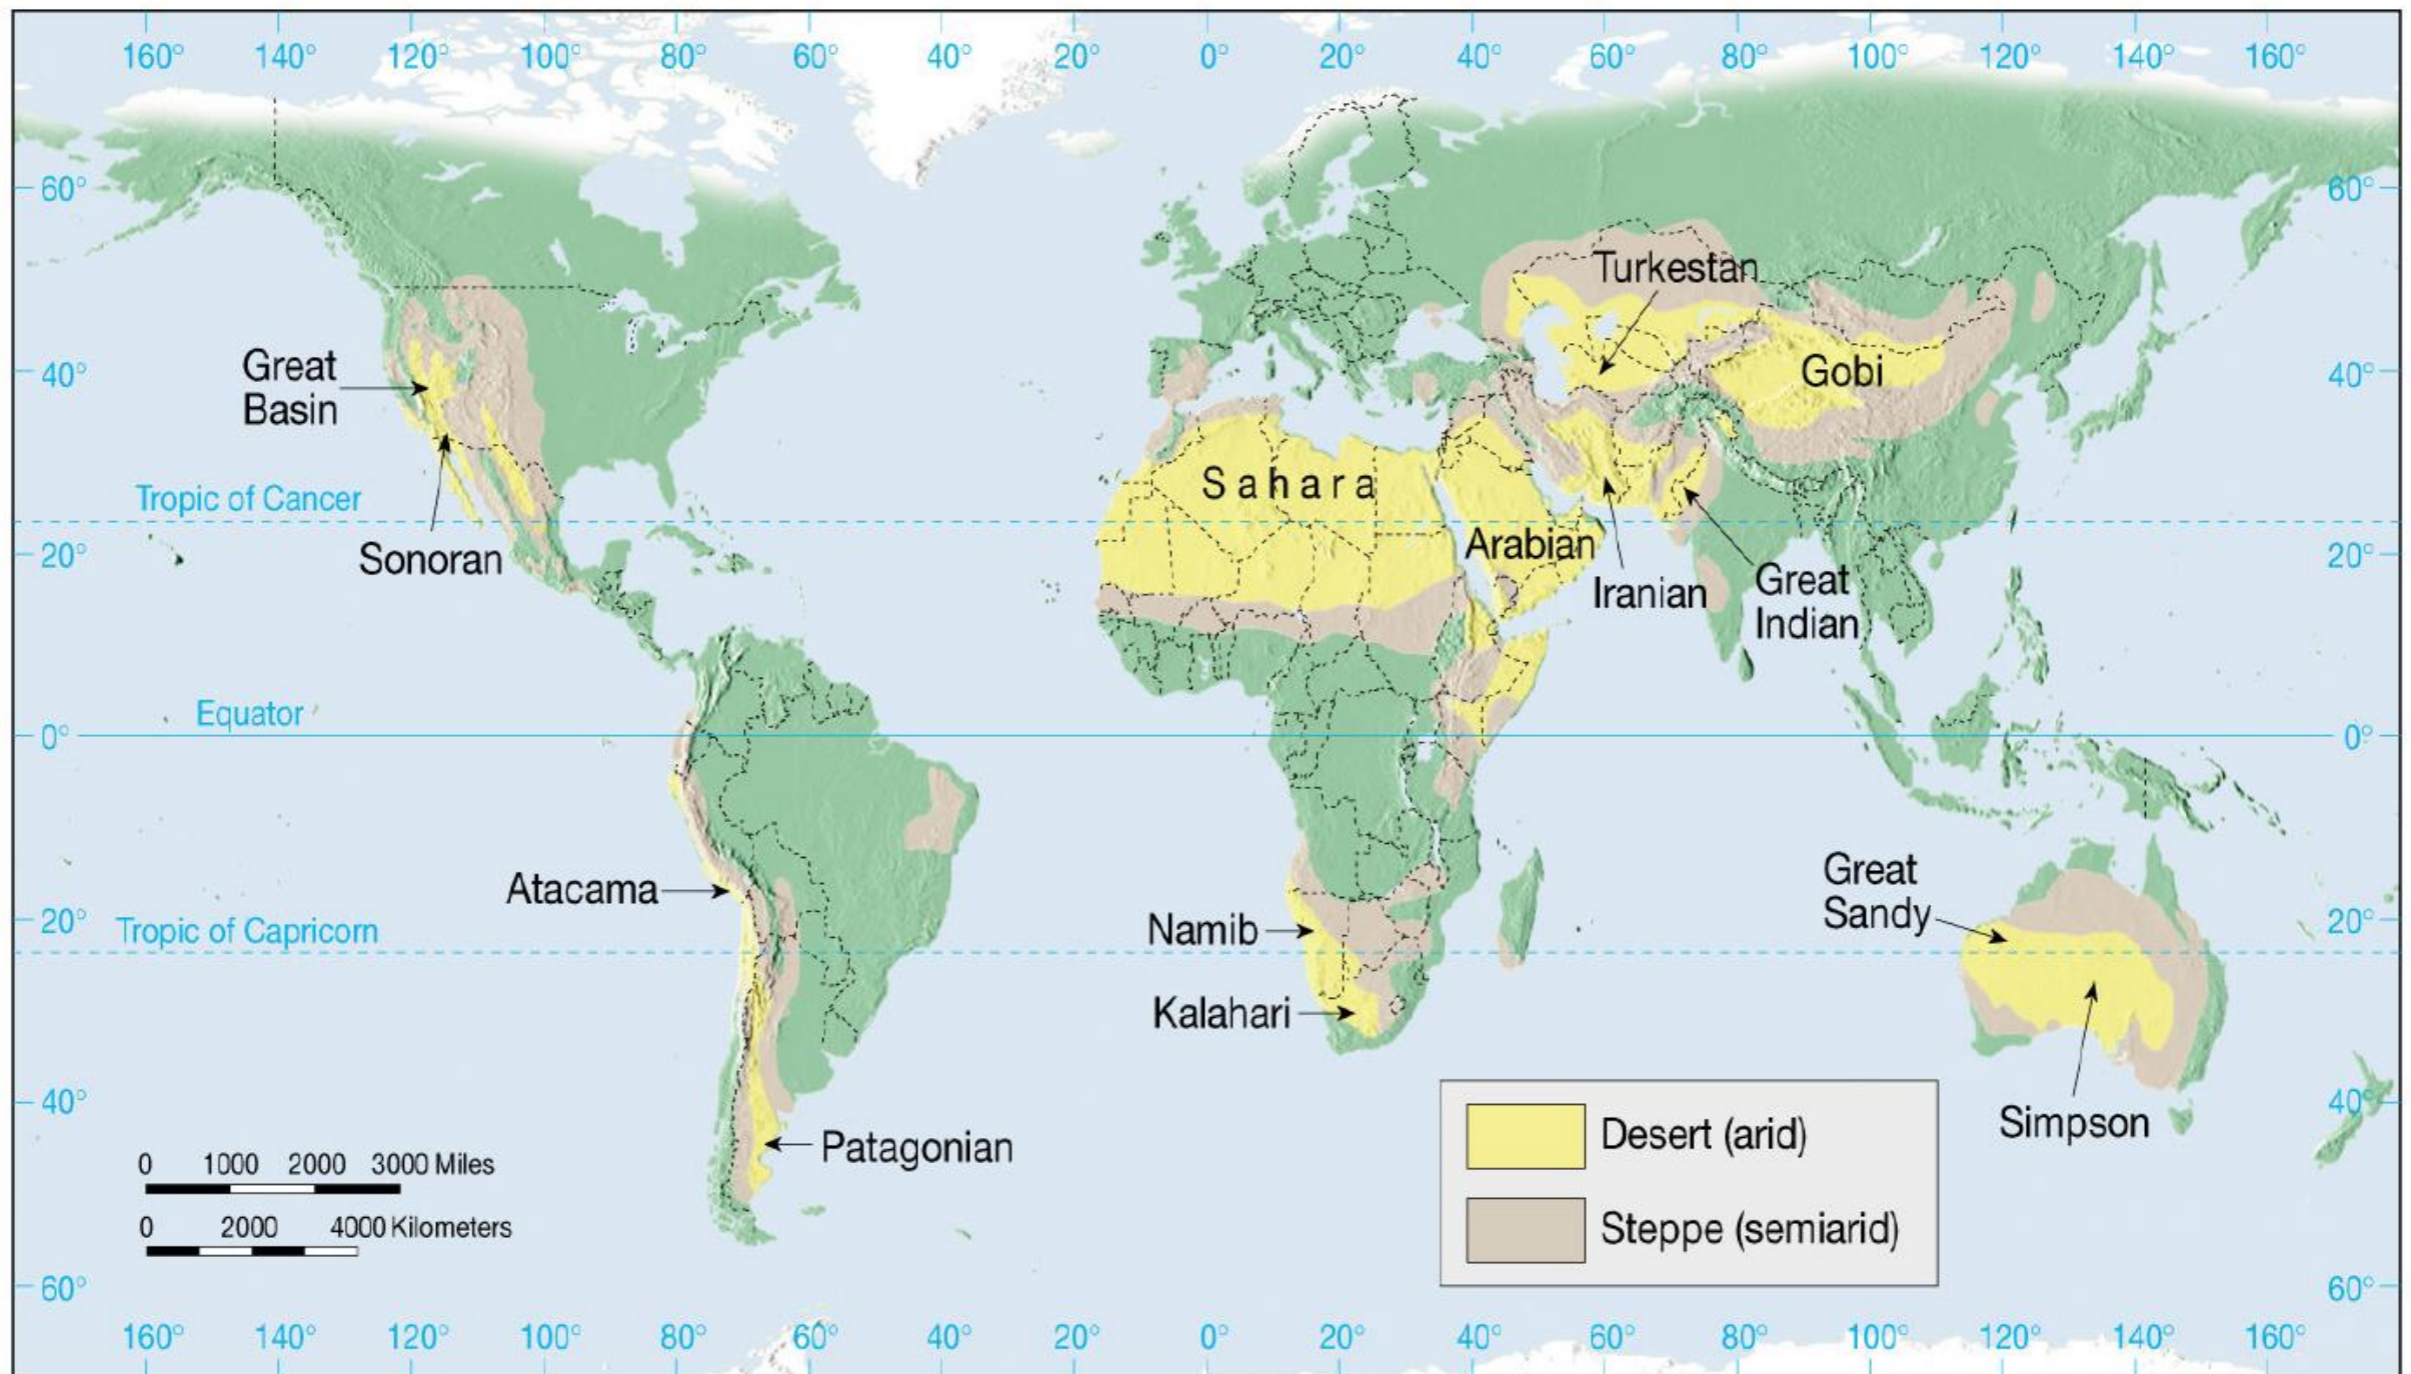 160° 140° 120° 100° 80° 60° 40° 20° 0° 20° 40° 60° 80° 100° 120° 140° 160°
60° 60°
Turkestan
Great
Basin
40° Gobi 40°
Sahara
Tropic of Cancer
Sonoran
20° Arabian 20°
Iranian
Great
Indian
Equator
0° 0°
Great
Sandy
Atacama
20° 20°
Tropic of Capricorn
Namib
Kalahari
40° 40°
Simpson
Patagonian
Desert (arid)
Steppe (semiarid)
0 1000 2000 3000 Miles
0 2000 4000 Kilometers
60° 60°
160° 140° 120° 100° 80° 60° 40° 20° 0° 20° 40° 60° 80° 100° 120° 140° 160°